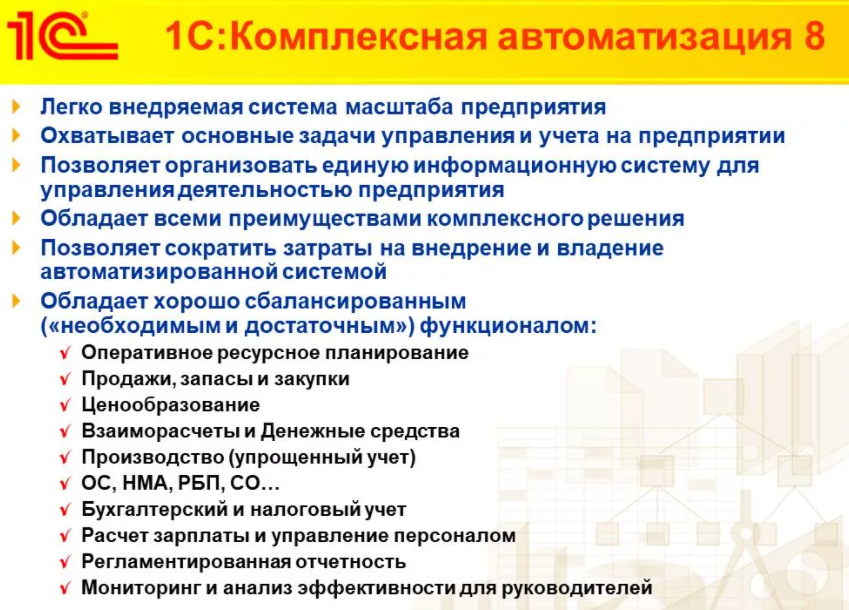 1С®
1С:Комплексная автоматизация 8
Легко внедряемая система масштаба предприятия
Охватывает основные задачи управления и учета на предприятии
Позволяет организовать единую информационную систему для
управления деятельностью предприятия
Обладает всеми преимуществами комплексного решения
Позволяет сократить затраты на внедрение и владение
автоматизированной системой
Обладает хорошо сбалансированным
(«необходимым и достаточным») функционалом:
Оперативное ресурсное планирование
Продажи, запасы и закупки
Ценообразование
Взаиморасчеты и Денежные средства
Производство (упрощенный учет)
ОС, НМА, РБП, СО…
Бухгалтерский и налоговый учет
Расчет зарплаты и управление персоналом
Регламентированная отчетность
Мониторинг и анализ эффективности для руководителей